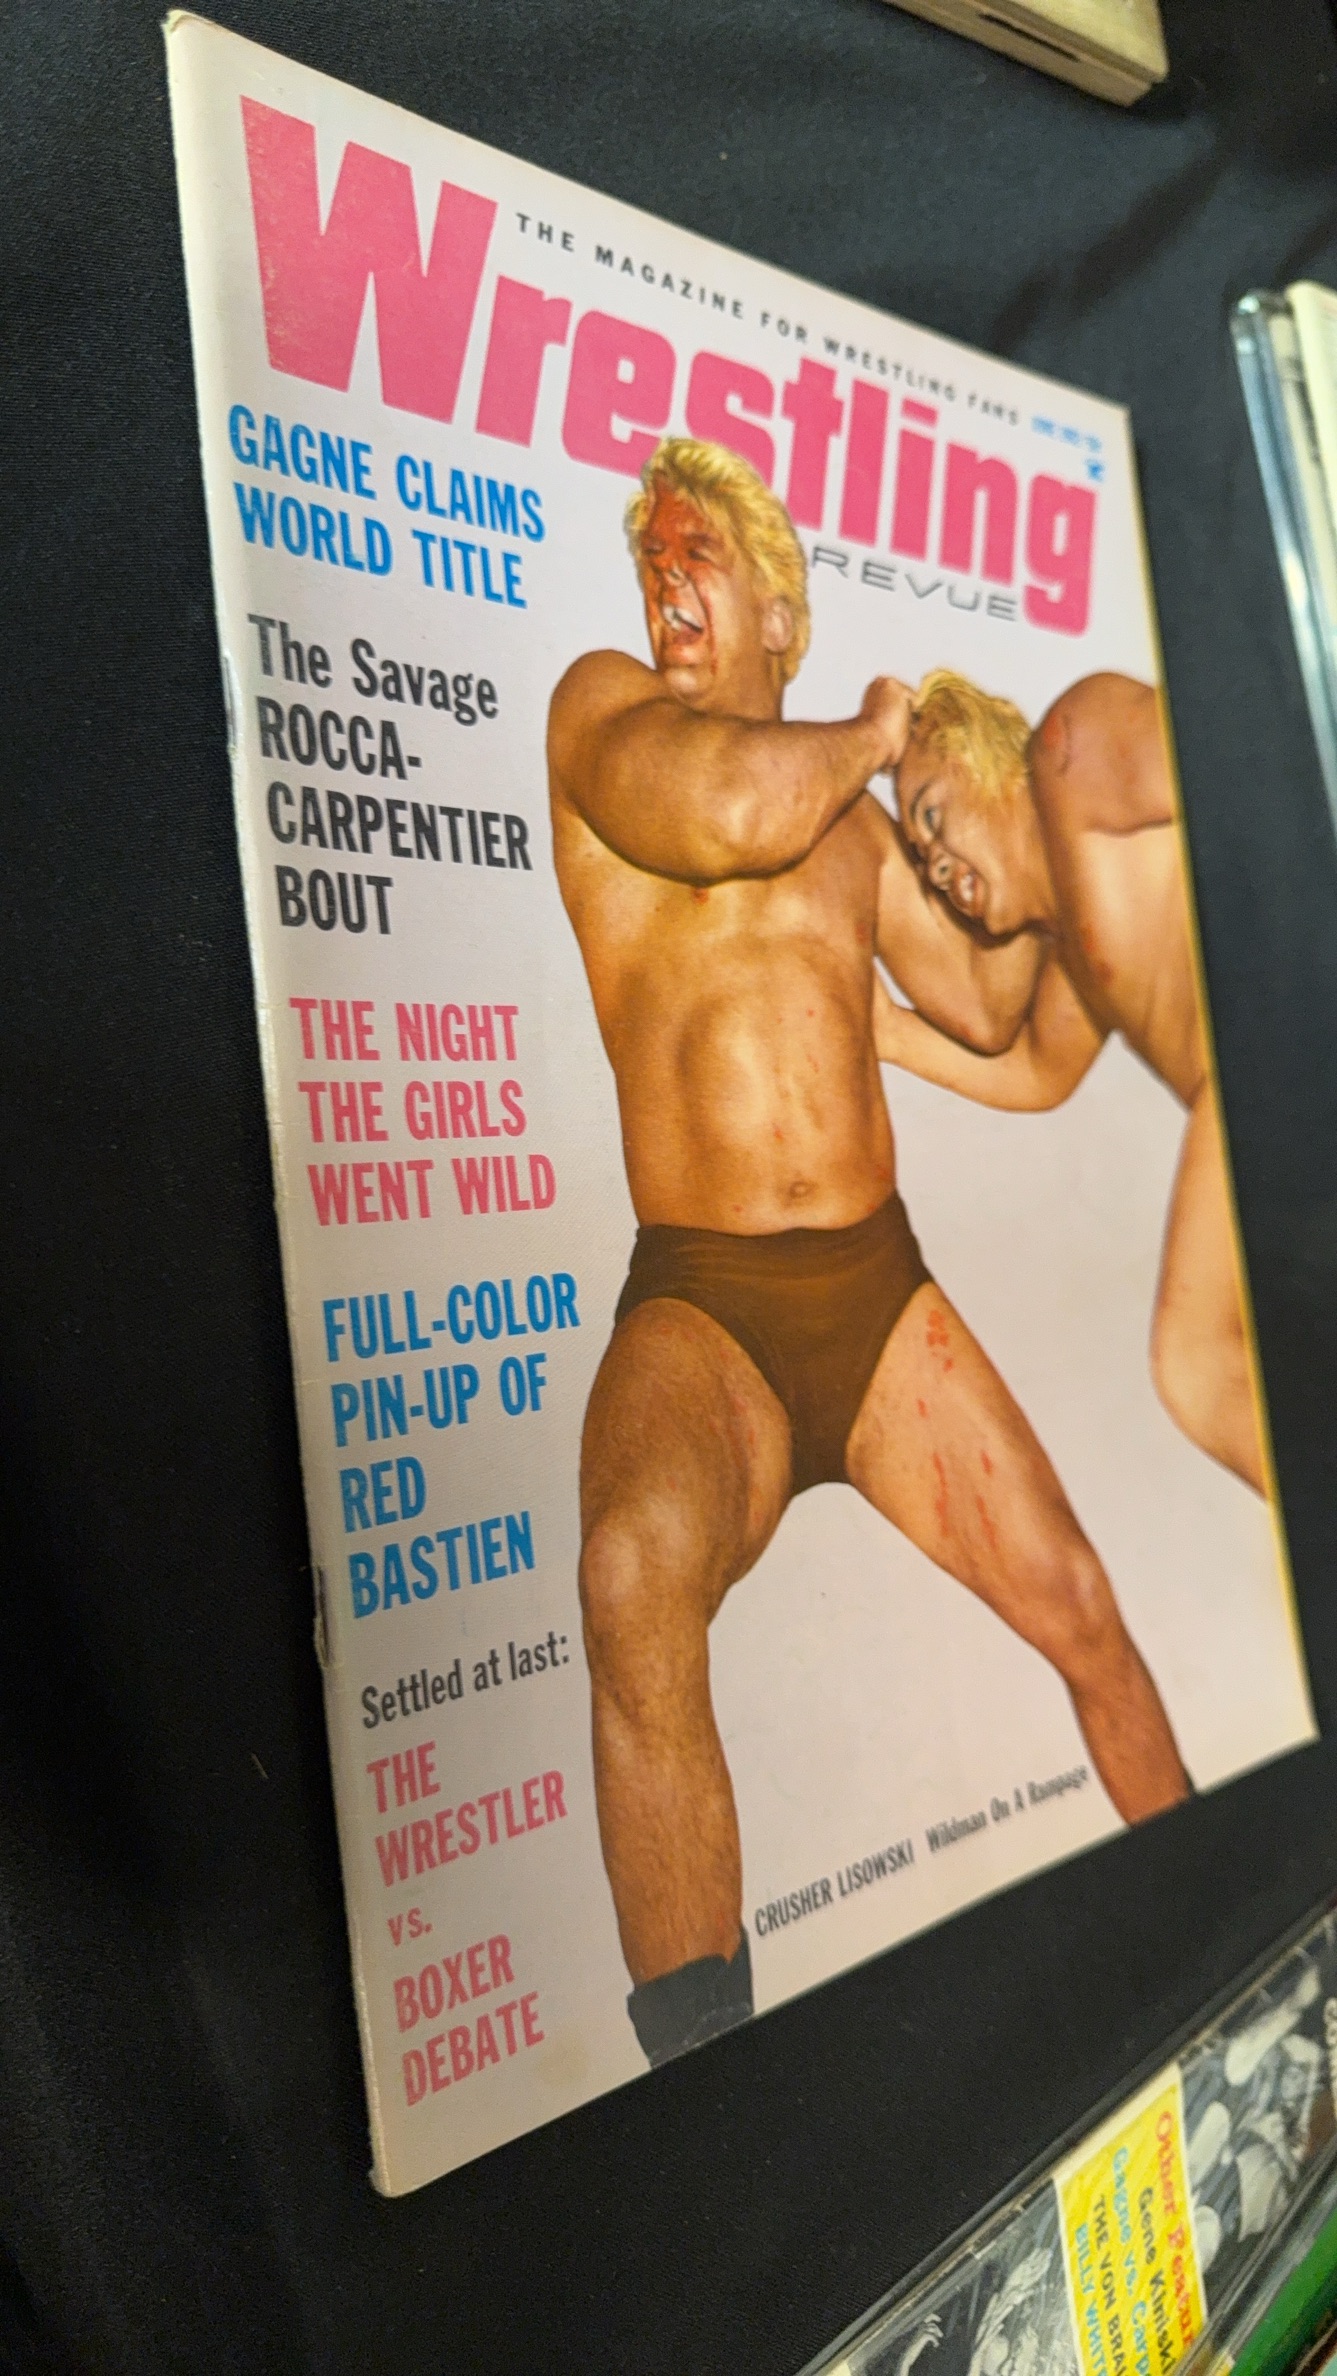 THE MAGAZINE FOR WRESTLING FANS
Wrestling
REVUE
GAGNE CLAIMS
WORLD TITLE
The Savage
ROCCA-
CARPENTIER
BOUT
THE NIGHT
THE GIRLS
WENT WILD
FULL-COLOR
PIN-UP OF
RED
BASTIEN
Settled at last:
THE
WRESTLER
vs.
BOXER
DEBATE
CRUSHER LISOWSKI Wildman On A Rampage
Other
Gene Kiniski
Gagne vs. Carp
THE VON BRA
BILLY WHIT